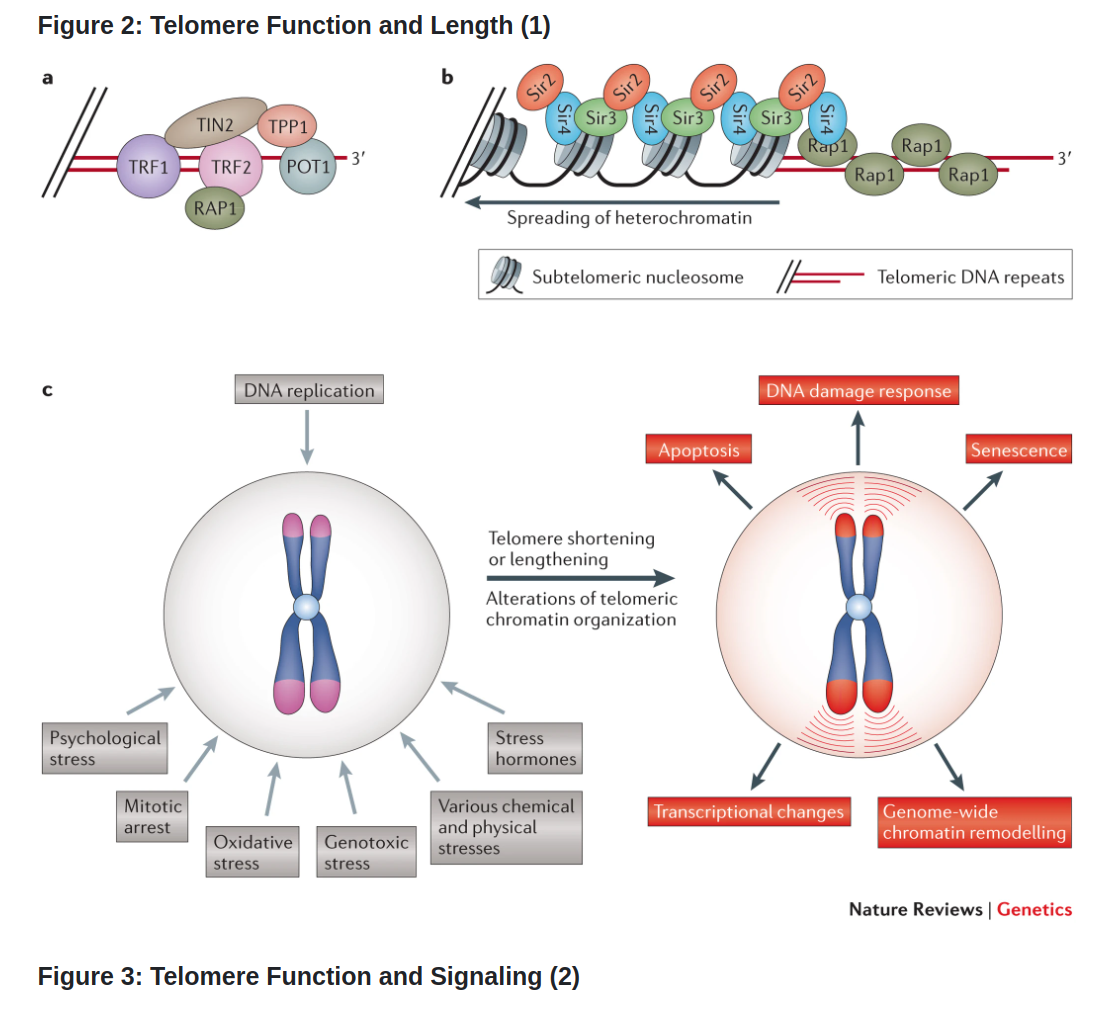 Figure 2: Telomere Function and Length (1)
a
TIN2
TPP1
TRF1
TRF2
POT1
3′
RAP1
b
Sir2
Sir2
Sir2
Sir2
Sir4
Sir3
Sir4
Sir3
Sir4
Sir3
Sir4
Rap1
Rap1
Rap1
Rap1
3′
Spreading of heterochromatin
Subtelomeric nucleosome
Telomeric DNA repeats
c
DNA replication
Psychological
stress
Mitotic
arrest
Oxidative
stress
Genotoxic
stress
Various chemical
and physical
stresses
Stress
hormones
Telomere shortening
or lengthening
Alterations of telomeric
chromatin organization
DNA damage response
Apoptosis
Senescence
Transcriptional changes
Genome-wide
chromatin remodelling
Nature Reviews | Genetics
Figure 3: Telomere Function and Signaling (2)